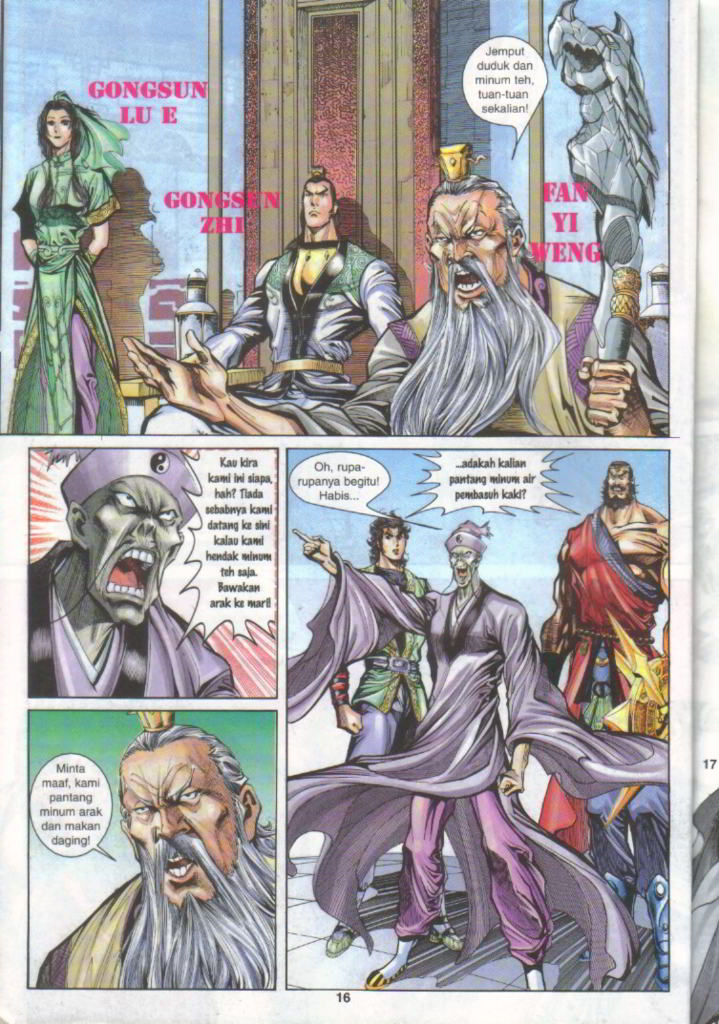 GONGSUN
LU E
GONGSUN
ZHI
Jemput
duduk dan
minum teh,
tuan-tuan
sekalian!
FAN
YI
WENG
Kau kira
kami ini siapa,
hah? Tiada
sebabnya kami
datang ke sini
kalau kami
hendak minum
teh saja.
Bawakan
arak ke mari!
Minta
maaf, kami
pantang
minum arak
dan makan
daging!
Oh, rupa-
rupanya begitu!
Habis...
...adakah kalian
pantang minum air
pembasuh kaki?
16
17